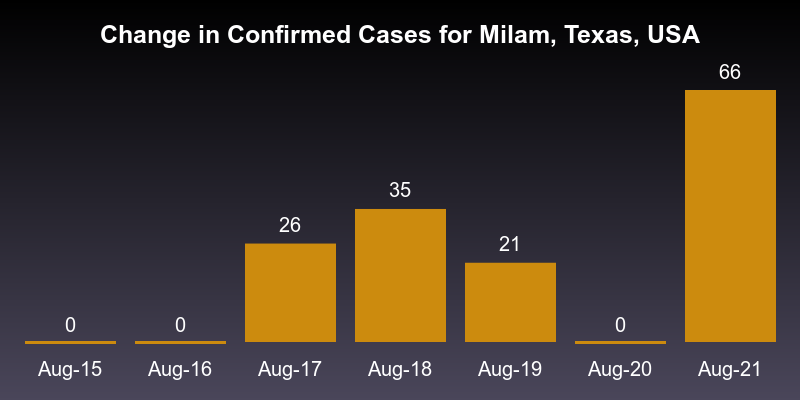 Change in Confirmed Cases for Milam, Texas, USA
66
35
26
21
0 0 0
Aug-15 Aug-16 Aug-17 Aug-18 Aug-19 Aug-20 Aug-21